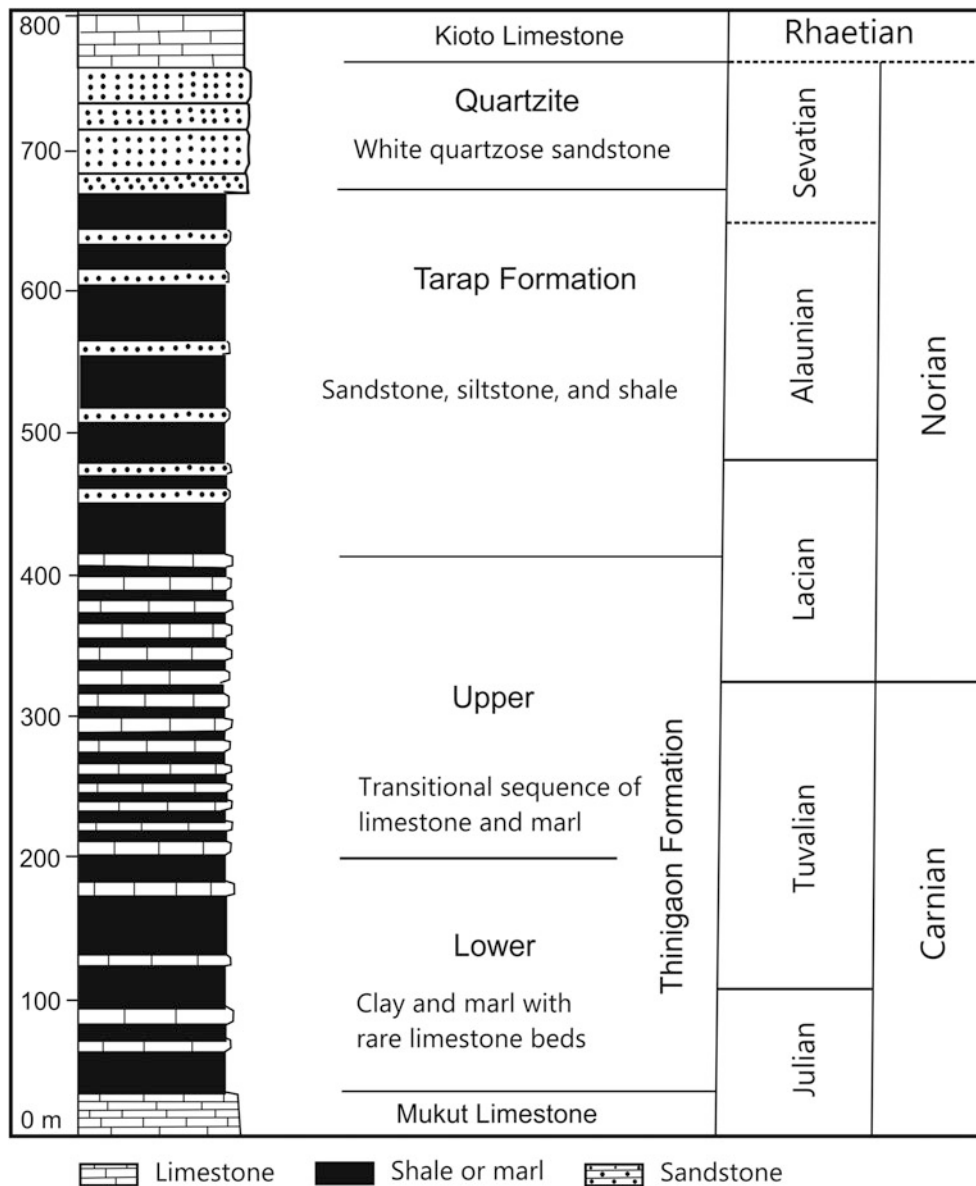 800
700
600
500
400
300
200
100
0 m
Kioto Limestone
Quartzite
White quartzose sandstone
Tarap Formation
Sandstone, siltstone, and shale
Upper
Transitional sequence of
limestone and marl
Lower
Clay and marl with
rare limestone beds
Thinigaon Formation
Mukut Limestone
Rhaetian
Sevatian
Alaunian
Lacian
Tuvalian
Julian
Norian
Carnian
Limestone
Shale or marl
Sandstone